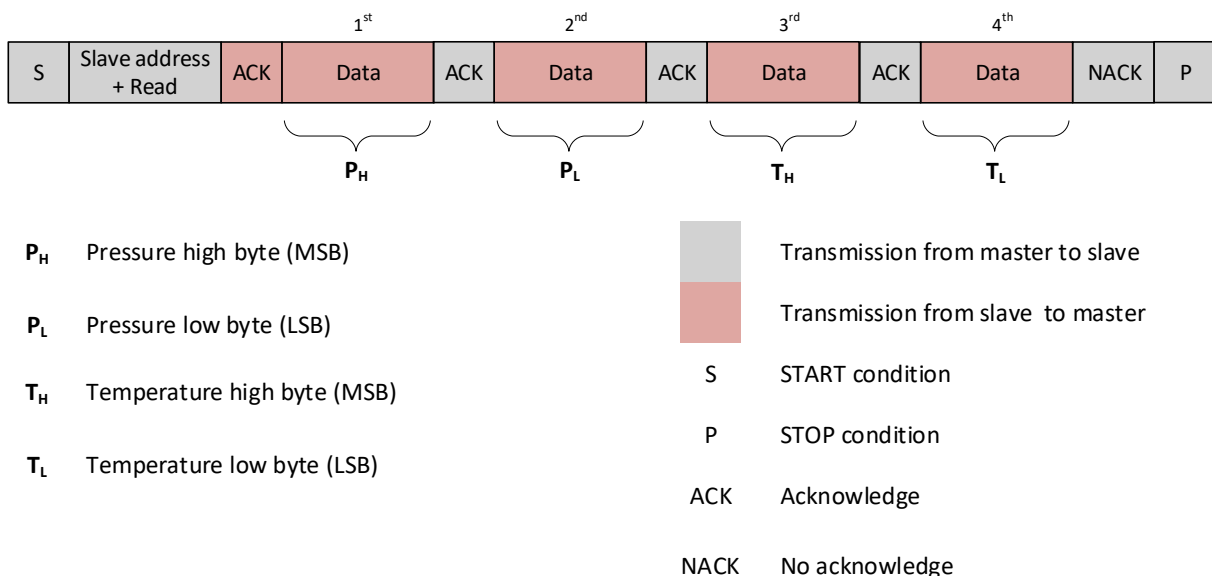 1st 2nd 3rd 4th
S Slave address + Read ACK Data ACK Data ACK Data ACK Data NACK P
PH PL TH TL
PH Pressure high byte (MSB)
PL Pressure low byte (LSB)
TH Temperature high byte (MSB)
TL Temperature low byte (LSB)
Transmission from master to slave
Transmission from slave to master
S START condition
P STOP condition
ACK Acknowledge
NACK No acknowledge